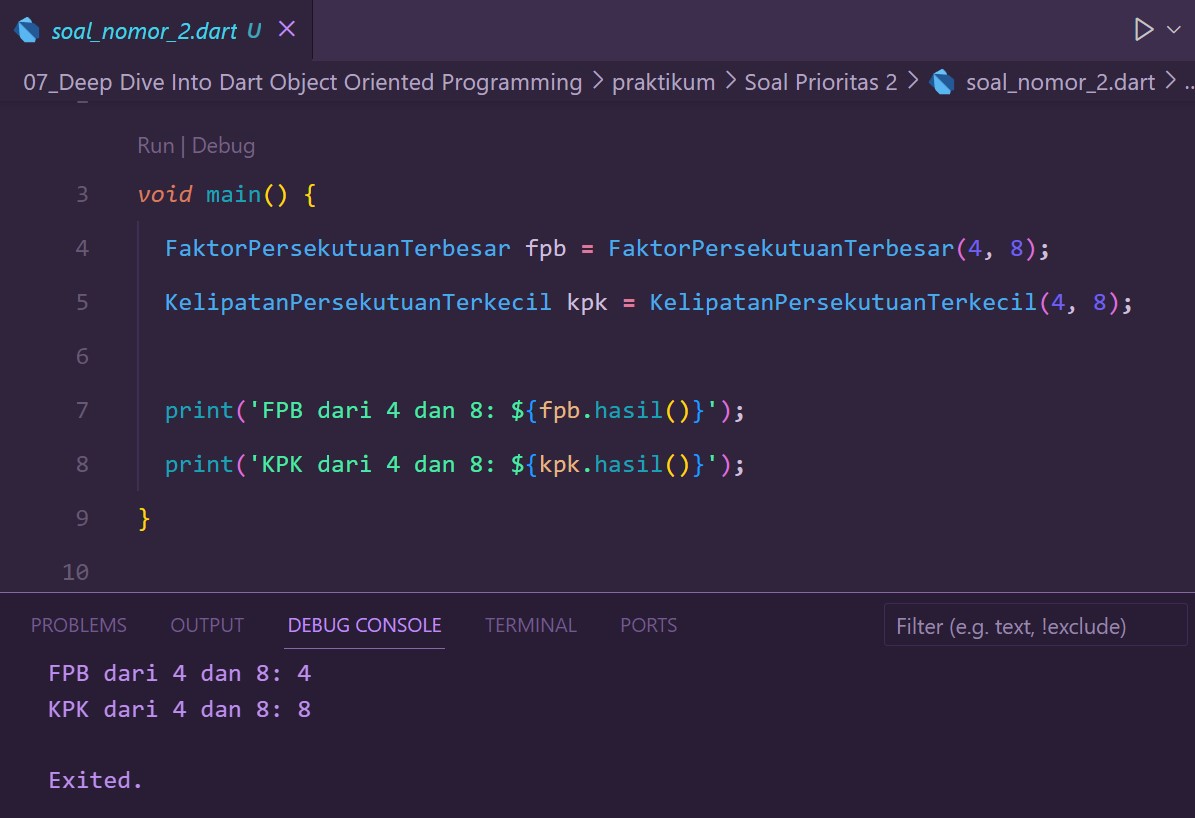 soal_nomor_2.dart U
07_Deep Dive Into Dart Object Oriented Programming > praktikum > Soal Prioritas 2 > soal_nomor_2.dart > ..
Run | Debug
3 void main() {
4 FaktorPersekutuanTerbesar fpb = FaktorPersekutuanTerbesar(4, 8);
5 KelipatanPersekutuanTerkecil kpk = KelipatanPersekutuanTerkecil(4, 8);
6
7 print('FPB dari 4 dan 8: ${fpb.hasil()}');
8 print('KPK dari 4 dan 8: ${kpk.hasil()}');
9 }
10
PROBLEMS OUTPUT DEBUG CONSOLE TERMINAL PORTS Filter (e.g. text, !exclude)
FPB dari 4 dan 8: 4
KPK dari 4 dan 8: 8
Exited.